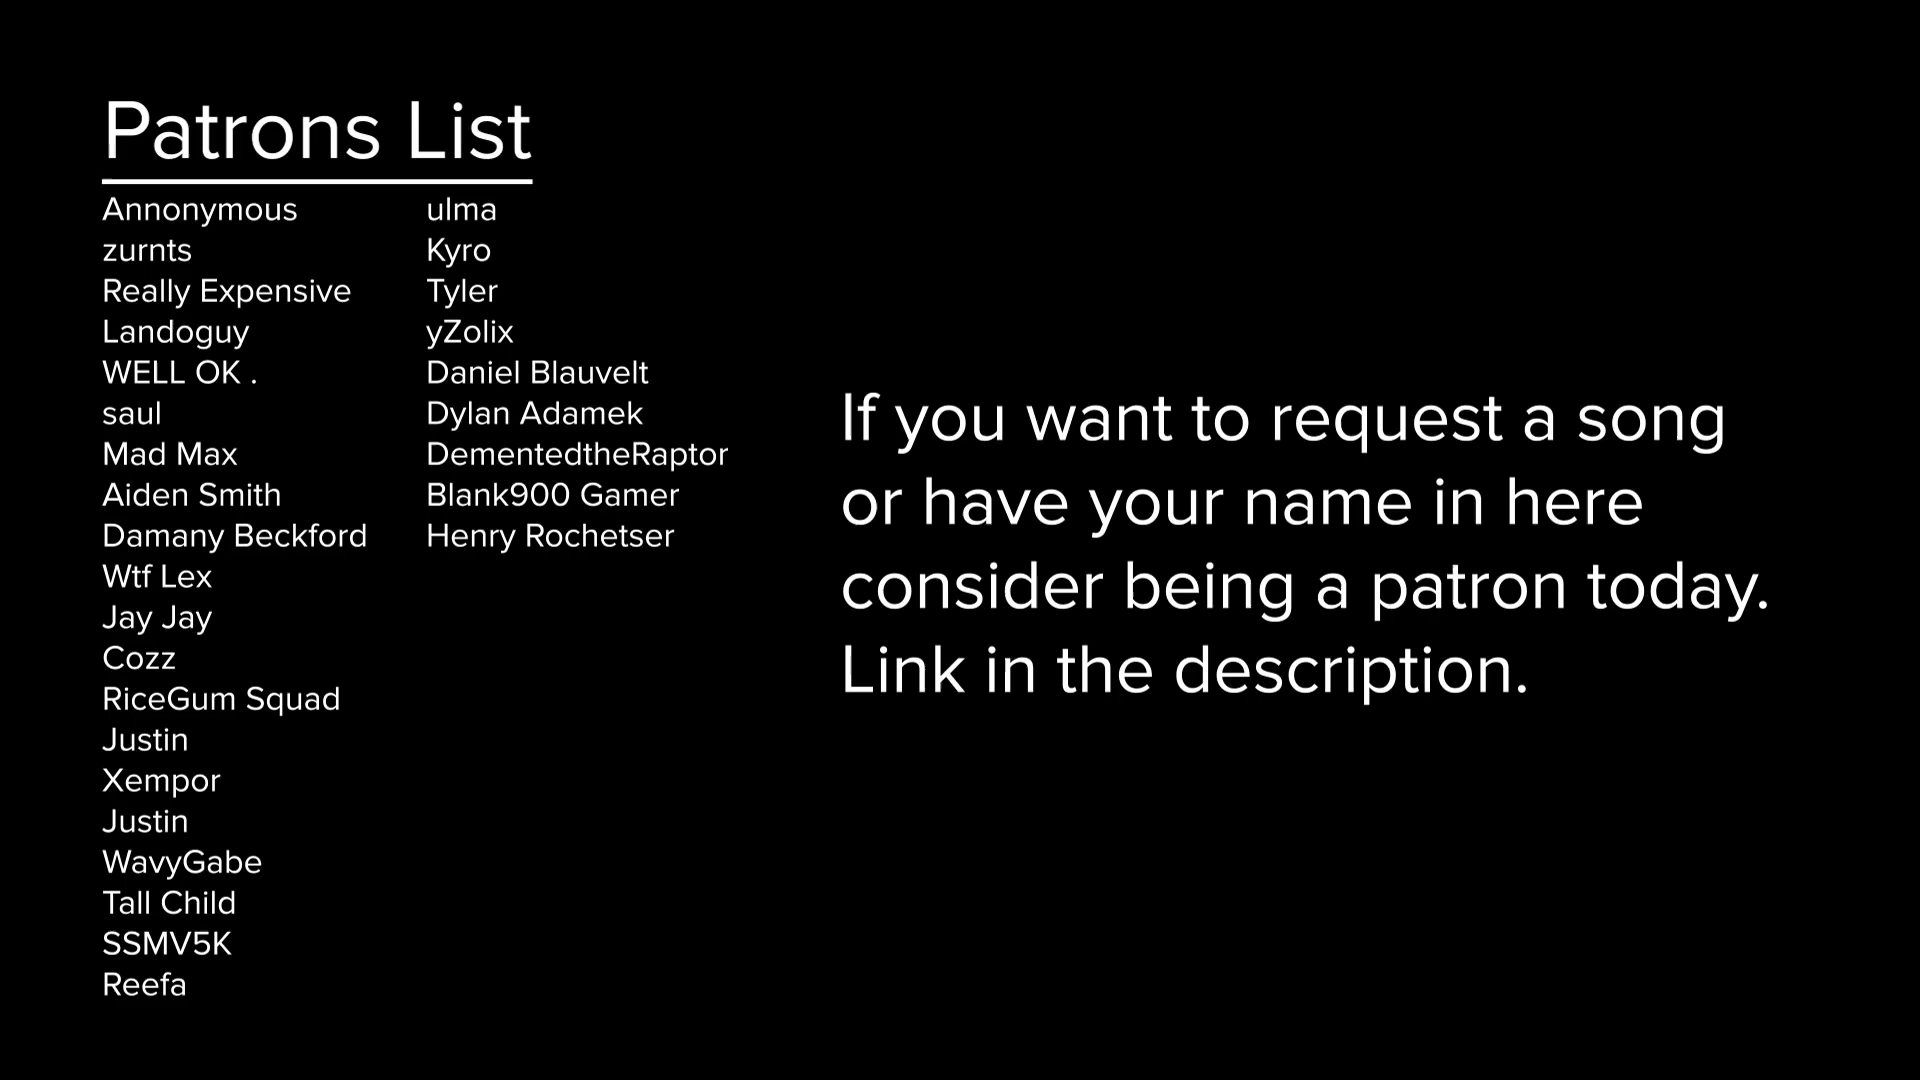 Patrons List
Annonymous
zurnts
Really Expensive
Landoguy
WELL OK .
saul
Mad Max
Aiden Smith
Damany Beckford
Wtf Lex
Jay Jay
Cozz
RiceGum Squad
Justin
Xempor
Justin
WavyGabe
Tall Child
SSMV5K
Reefa
ulma
Kyro
Tyler
yZolix
Daniel Blauvelt
Dylan Adamek
DementedtheRaptor
Blank900 Gamer
Henry Rochetser
If you want to request a song
or have your name in here
consider being a patron today.
Link in the description.